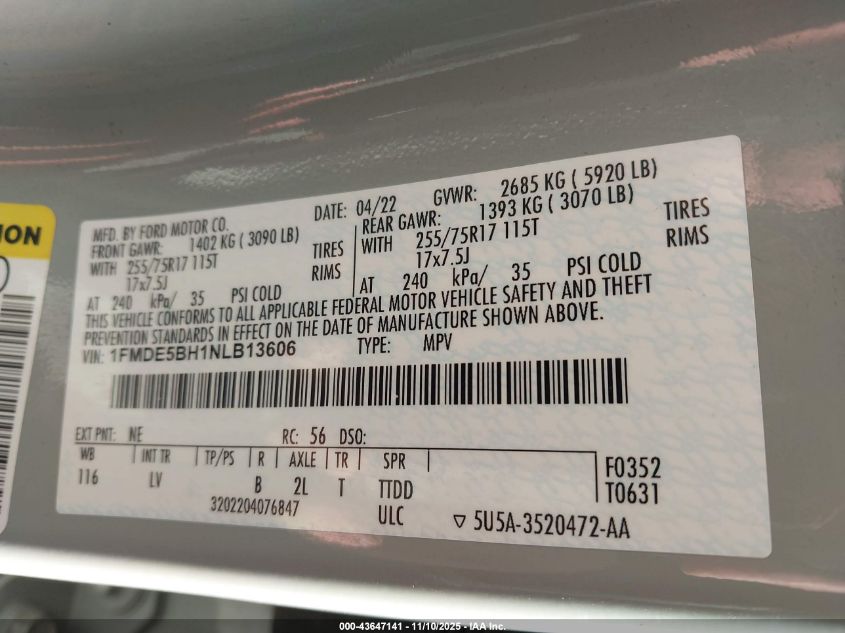 MFD. BY FORD MOTOR CO.
DATE: 04/22
GVWR: 2685 KG ( 5920 LB)
FRONT GAWR: 1402 KG ( 3090 LB)
WITH 255/75R17 115T TIRES
17x7.5J RIMS
AT 240 kPa/ 35 PSI COLD
REAR GAWR: 1393 KG ( 3070 LB)
WITH 255/75R17 115T TIRES
17x7.5J RIMS
AT 240 kPa/ 35 PSI COLD
THIS VEHICLE CONFORMS TO ALL APPLICABLE FEDERAL MOTOR VEHICLE SAFETY AND THEFT
PREVENTION STANDARDS IN EFFECT ON THE DATE OF MANUFACTURE SHOWN ABOVE.
VIN: 1FMDE5BH1NLB13606 TYPE: MPV
EXT PNT: NE RC: 56 DSO:
WB INT TR TP/PS R AXLE TR SPR
116 LV B 2L T TTDD
F0352
T0631
3202204076847
ULC
5U5A-3520472-AA
000-43647141 - 11/10/2025 - IAA Inc.